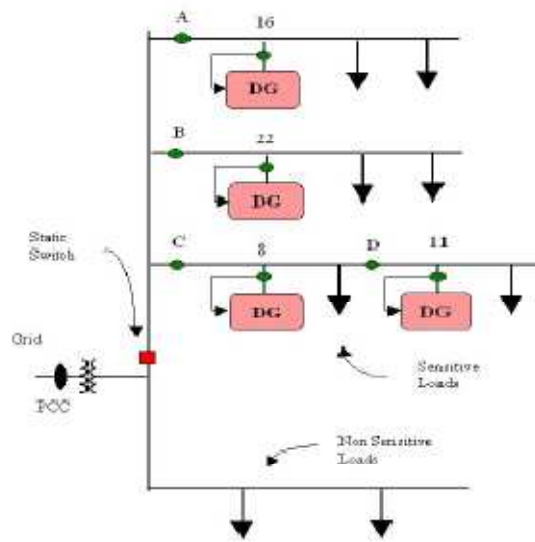 A
16
DG
B
22
DG
Static
Switch
C
8
D
11
DG
DG
Grid
PCC
Sensitive
Loads
Non Sensitive
Loads